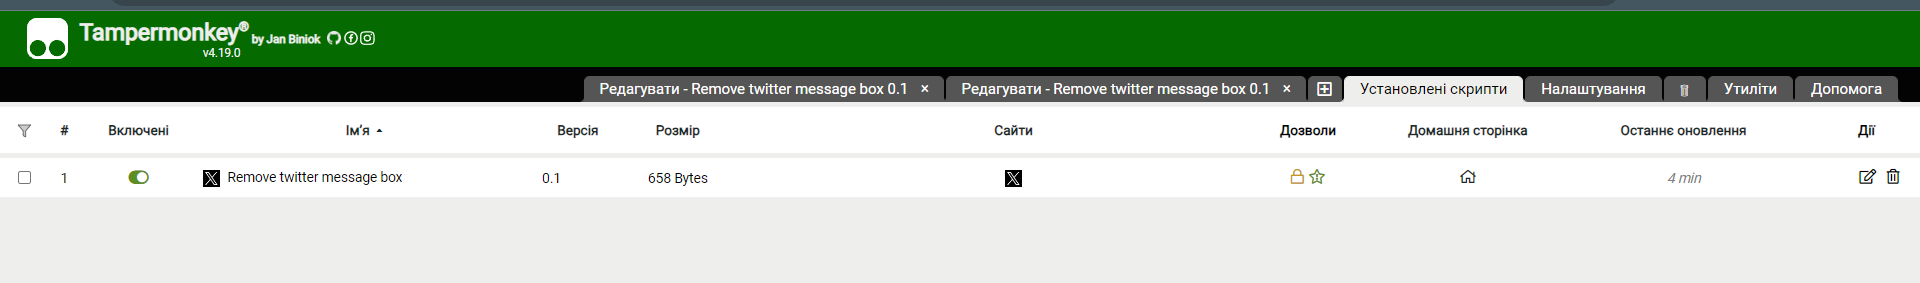 Tampermonkey® by Jan Biniok
v4.19.0
Редагувати - Remove twitter message box 0.1 × Редагувати - Remove twitter message box 0.1 × Установлені скрипти Налаштування Утиліти Допомога
# Включені Ім’я Версія Розмір Сайти Дозволи Домашня сторінка Останнє оновлення Дії
1 Remove twitter message box 0.1 658 Bytes 4 min